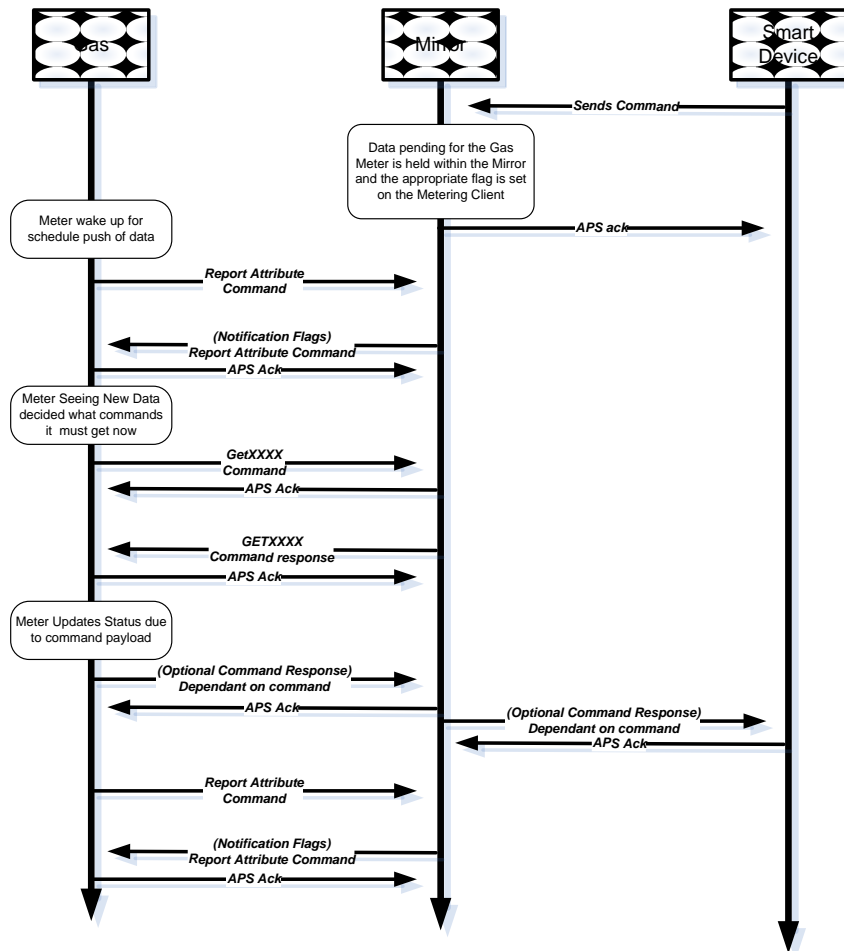 Gas
Mirror
Smart
Device
Sends Command
Data pending for the Gas
Meter is held within the Mirror
and the appropriate flag is set
on the Metering Client
Meter wake up for
schedule push of data
APS ack
Report Attribute
Command
(Notification Flags)
Report Attribute Command
APS Ack
Meter Seeing New Data
decided what commands
it must get now
GetXXXX
Command
APS Ack
GETXXXX
Command response
APS Ack
Meter Updates Status due
to command payload
(Optional Command Response)
Dependant on command
APS Ack
(Optional Command Response)
Dependant on command
APS Ack
Report Attribute
Command
(Notification Flags)
Report Attribute Command
APS Ack